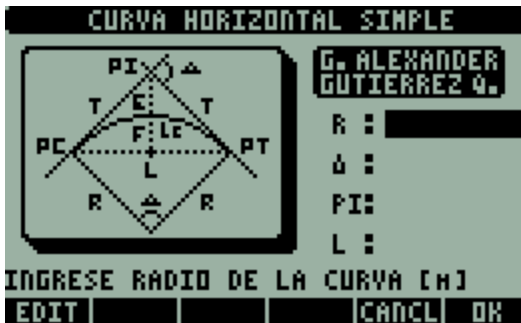 CURVA HORIZONTAL SIMPLE
G. ALEXANDER
GUTIERREZ Q.
PI Δ
T E T
F Lc
PC PT
L
R Δ R
R :
Δ :
PI:
L :
INGRESE RADIO DE LA CURVA [M]
EDIT CANCL OK